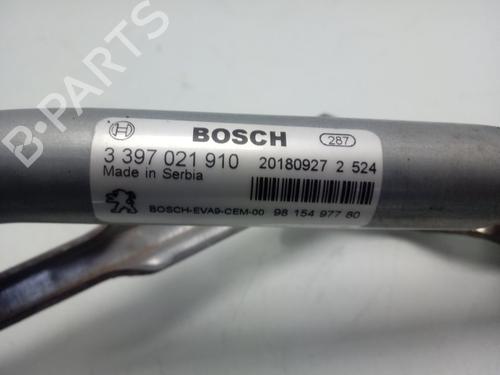 BOSCH 287
3 397 021 910 20180927 2 524
Made in Serbia
BOSCH-EVA9-CEM-00 98 154 977 80
B-Parts